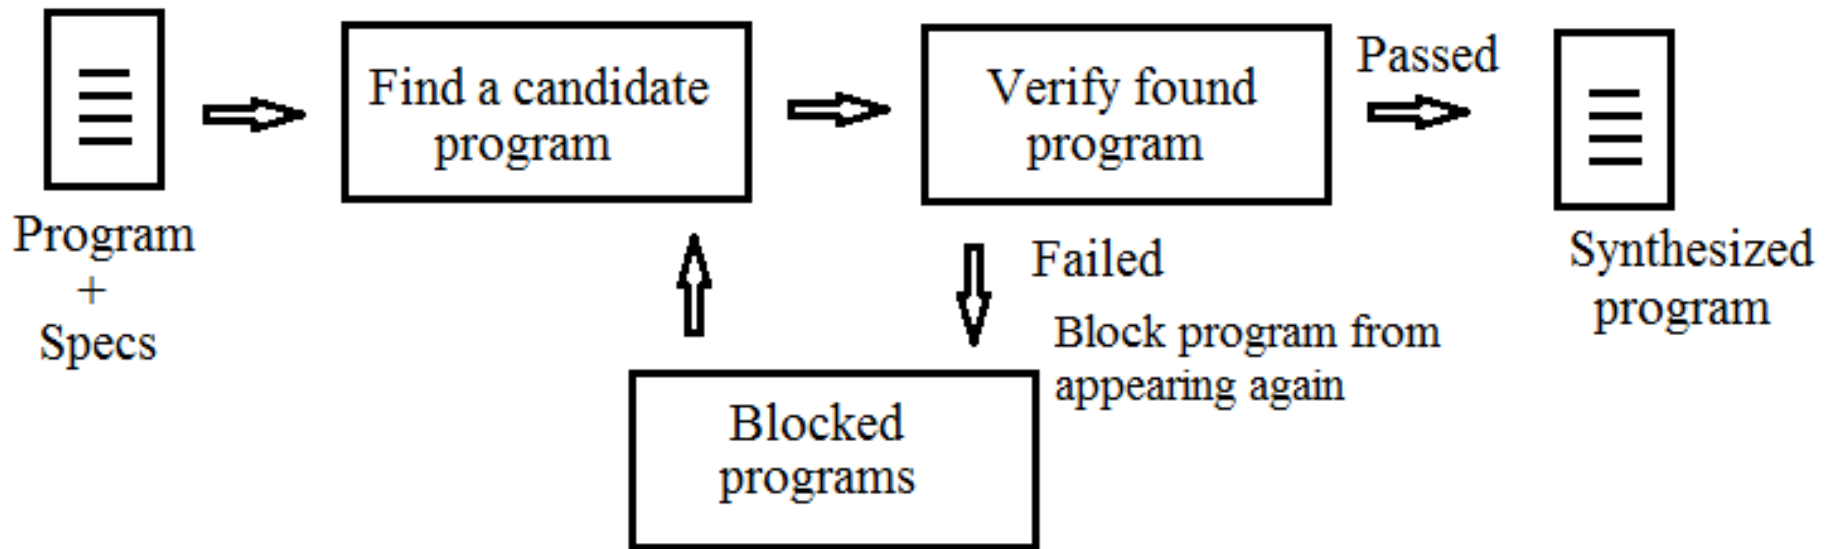 Program
+
Specs
Find a candidate
program
Verify found
program
Passed
Synthesized
program
Failed
Block program from
appearing again
Blocked
programs